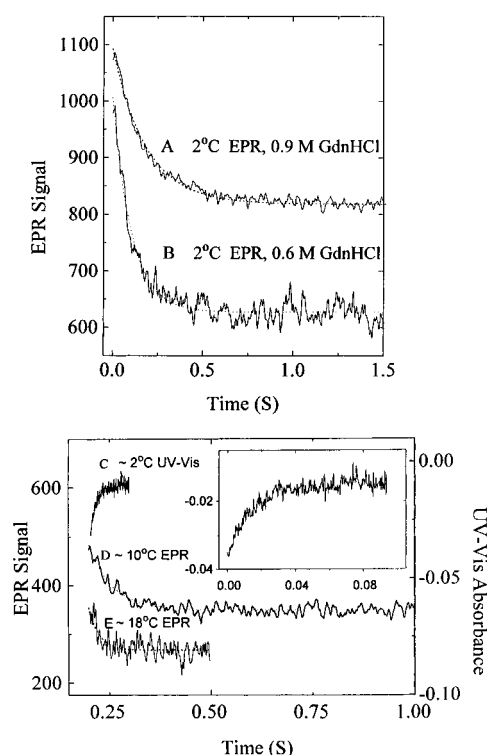 1100
1000
900
800
700
600
EPR Signal
A 2°C EPR, 0.9 M GdnHCl
B 2°C EPR, 0.6 M GdnHCl
0.0 0.5 1.0 1.5
Time (S)
600
400
200
EPR Signal
C ~ 2°C UV-Vis
D ~ 10°C EPR
E ~ 18°C EPR
-0.02
-0.04
0.00 0.04 0.08
0.00
-0.05
-0.10
UV-Vis Absorbance
0.25 0.50 0.75 1.00
Time (S)